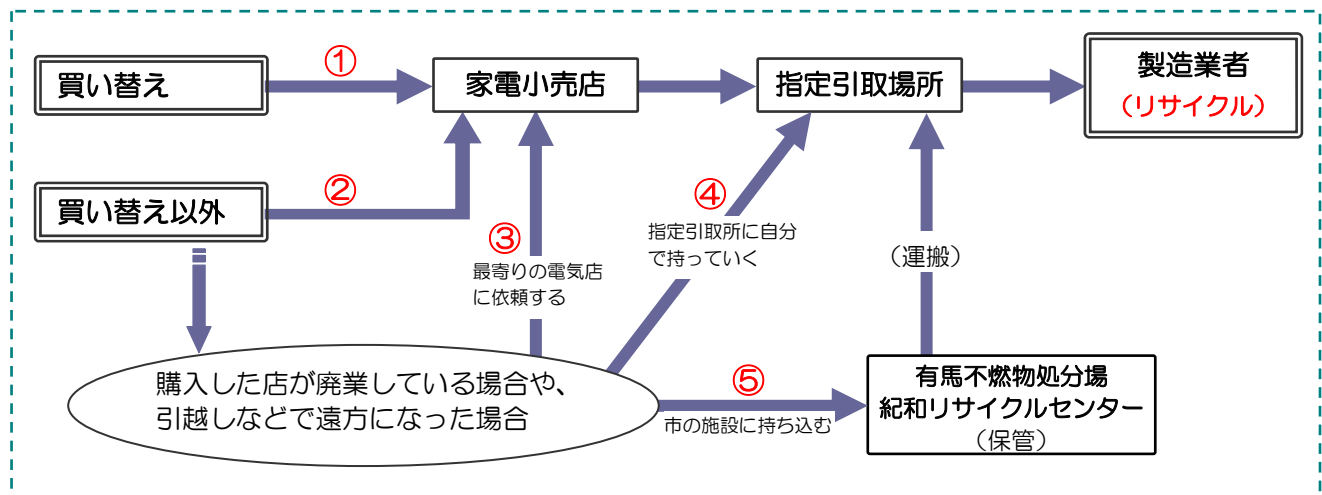 買い替え
①
家電小売店
指定引取場所
製造業者
（リサイクル）
買い替え以外
②
③
最寄りの電気店
に依頼する
④
指定引取所に自分
で持っていく
（運搬）
購入した店が廃業している場合や、
引越しなどで遠方になった場合
⑤
市の施設に持ち込む
有馬不燃物処分場
紀和リサイクルセンター
（保管）